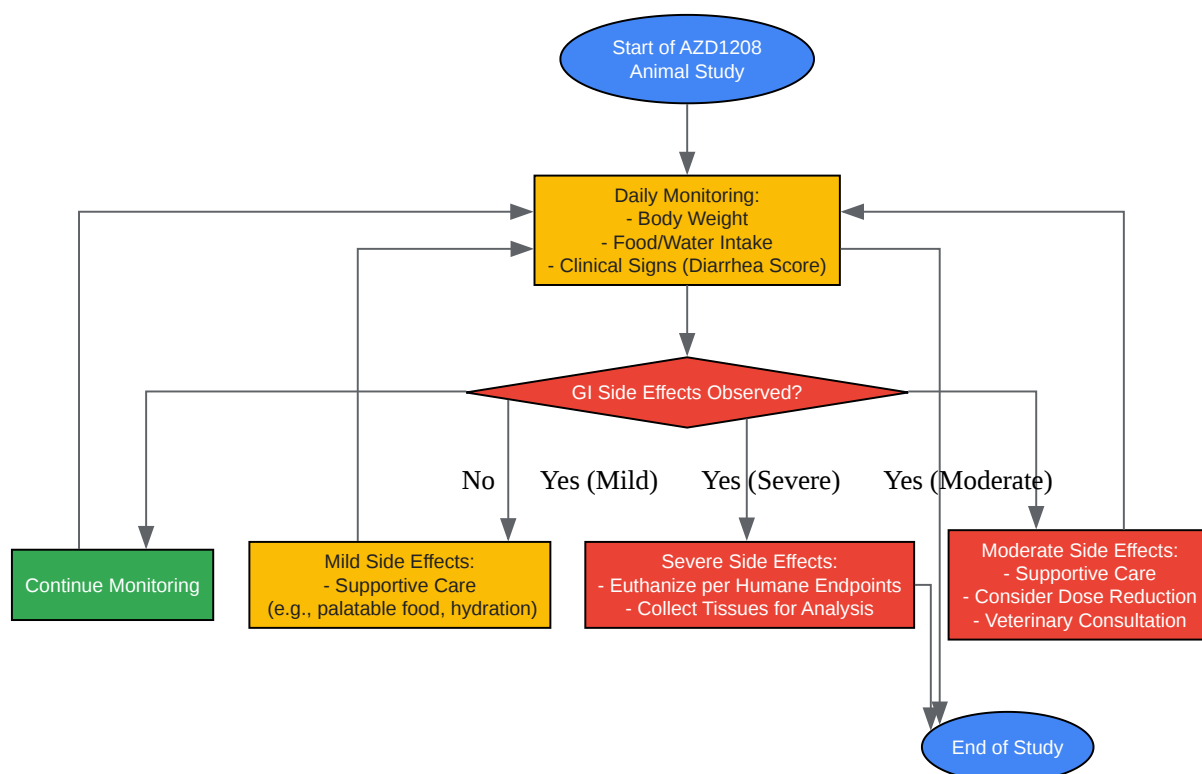 Start of AZD1208
Animal Study
Daily Monitoring:
- Body Weight
- Food/Water Intake
- Clinical Signs (Diarrhea Score)
GI Side Effects Observed?
No
Yes (Mild)
Yes (Severe)
Yes (Moderate)
Continue Monitoring
Mild Side Effects:
- Supportive Care
(e.g., palatable food, hydration)
Severe Side Effects:
- Euthanize per Humane Endpoints
- Collect Tissues for Analysis
Moderate Side Effects:
- Supportive Care
- Consider Dose Reduction
- Veterinary Consultation
End of Study